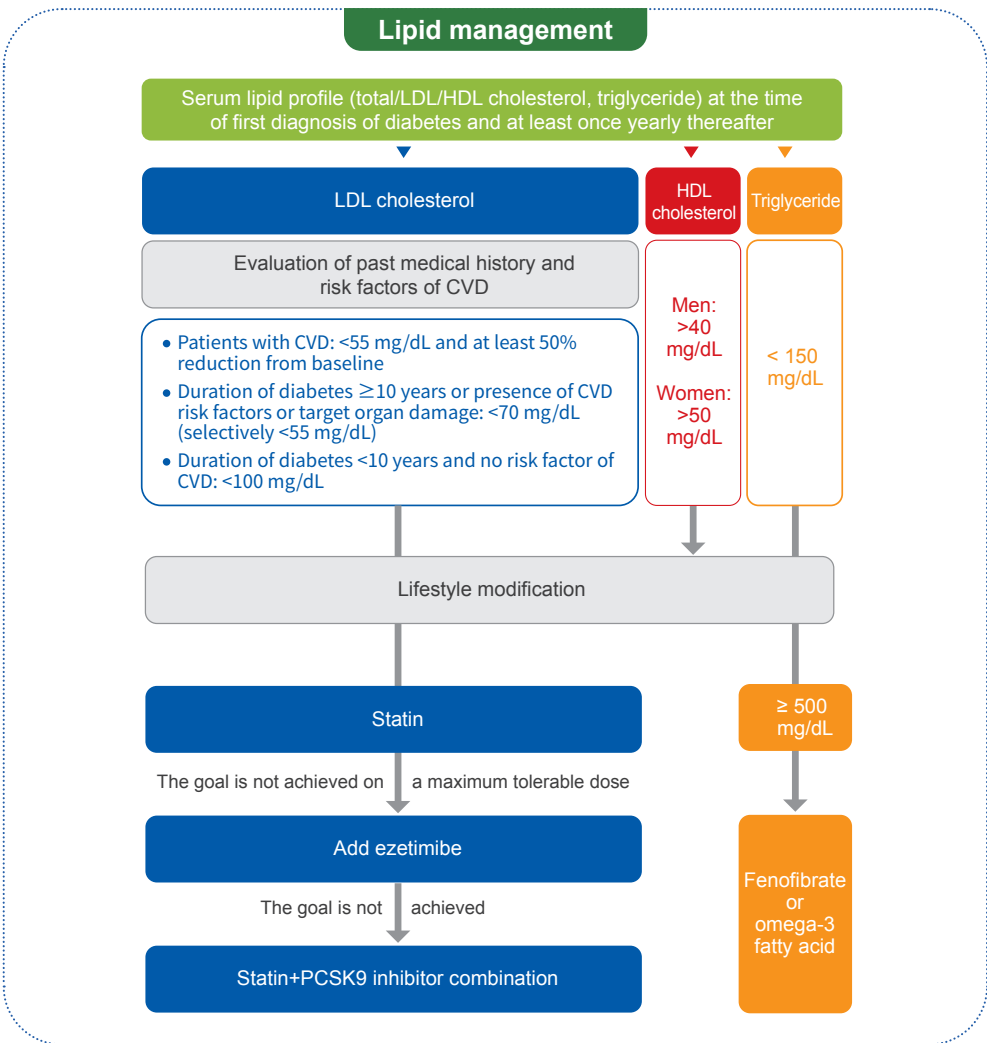 Lipid management
Serum lipid profile (total/LDL/HDL cholesterol, triglyceride) at the time
of first diagnosis of diabetes and at least once yearly thereafter
LDL cholesterol
HDL
cholesterol
Triglyceride
Evaluation of past medical history and
risk factors of CVD
• Patients with CVD: <55 mg/dL and at least 50%
reduction from baseline
• Duration of diabetes ≥10 years or presence of CVD
risk factors or target organ damage: <70 mg/dL
(selectively <55 mg/dL)
• Duration of diabetes <10 years and no risk factor of
CVD: <100 mg/dL
Men:
>40
mg/dL
Women:
>50
mg/dL
< 150
mg/dL
Lifestyle modification
Statin
≥ 500
mg/dL
The goal is not achieved on a maximum tolerable dose
Add ezetimibe
Fenofibrate
or
omega-3
fatty acid
The goal is not achieved
Statin+PCSK9 inhibitor combination